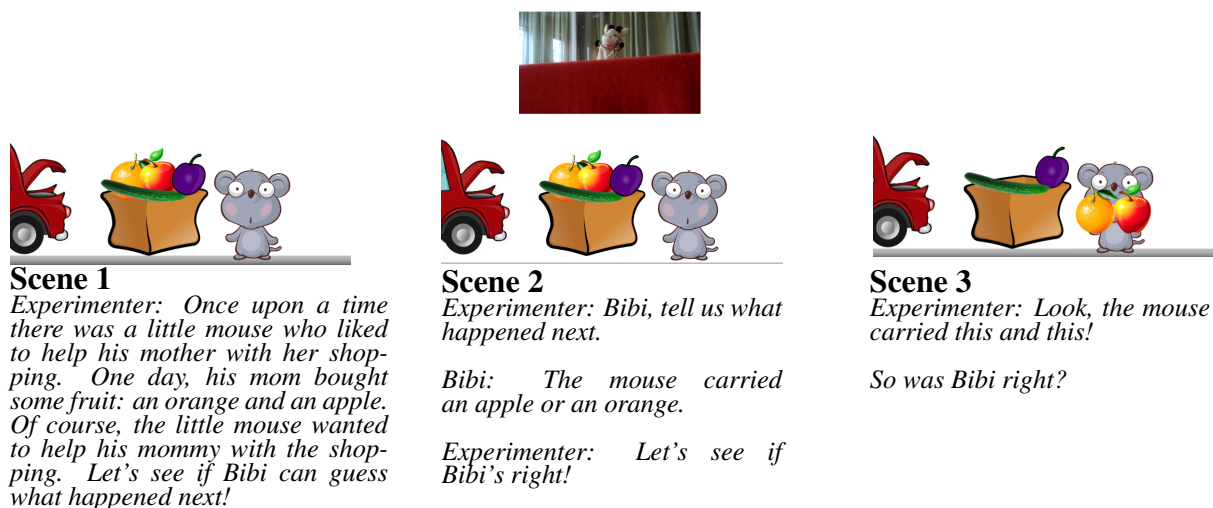 Scene 1
Experimenter: Once upon a time
there was a little mouse who liked
to help his mother with her shop-
ping. One day, his mom bought
some fruit: an orange and an apple.
Of course, the little mouse wanted
to help his mommy with the shop-
ping. Let's see if Bibi can guess
what happened next!
Scene 2
Experimenter: Bibi, tell us what
happened next.
Bibi: The mouse carried
an apple or an orange.
Experimenter: Let's see if
Bibi's right!
Scene 3
Experimenter: Look, the mouse
carried this and this!
So was Bibi right?